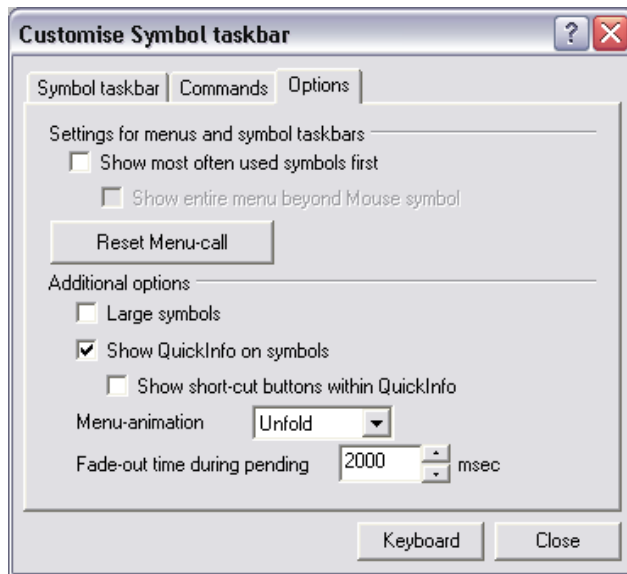 Customise Symbol taskbar ?
Symbol taskbar Commands Options
Settings for menus and symbol taskbars
Show most often used symbols first
Show entire menu beyond Mouse symbol
Reset Menu-call
Additional options
Large symbols
Show QuickInfo on symbols
Show short-cut buttons within QuickInfo
Menu-animation Unfold
Fade-out time during pending 2000 msec
Keyboard Close